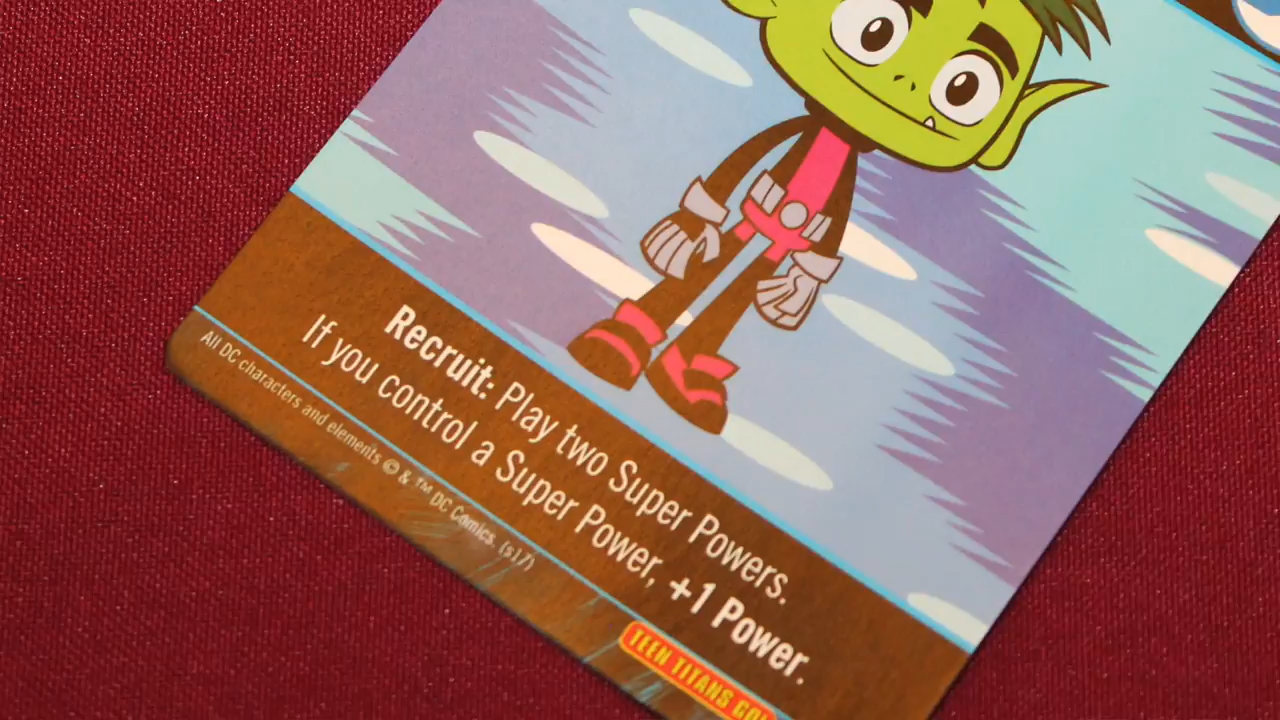 Recruit: Play two Super Powers.
If you control a Super Power, +1 Power.
All DC characters and elements © & ™ DC Comics. (s17)
TEEN TITANS GO!